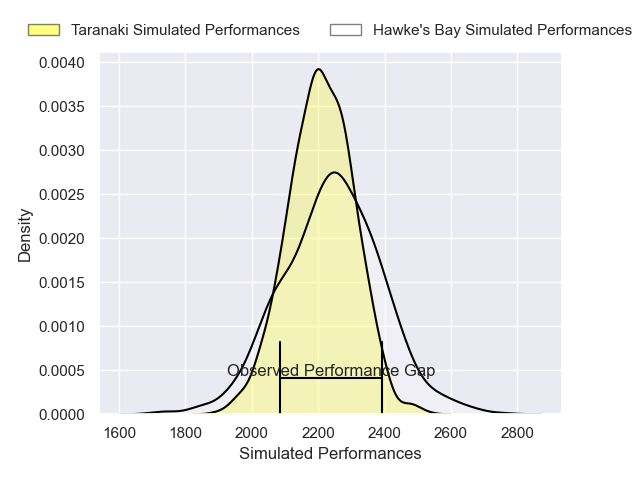 Taranaki Simulated Performances
Hawke's Bay Simulated Performances
0.0040
0.0035
0.0030
0.0025
0.0020
0.0015
0.0010
0.0005
0.0000
Density
Observed Performance Gap
1600 1800 2000 2200 2400 2600 2800
Simulated Performances